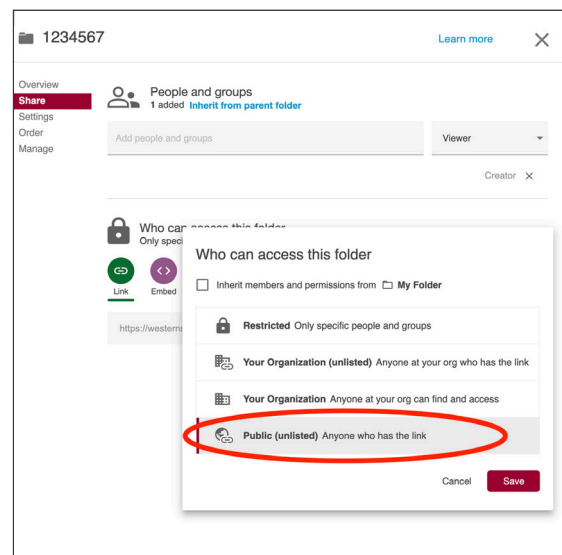 1234567
Learn more
Overview
Share
Settings
Order
Manage
People and groups
1 added Inherit from parent folder
Add people and groups
Viewer
Creator
Who can access this folder
Only speci
Link
Embed
https://western
Who can access this folder
Inherit members and permissions from My Folder
Restricted Only specific people and groups
Your Organization (unlisted) Anyone at your org who has the link
Your Organization Anyone at your org can find and access
Public (unlisted) Anyone who has the link
Cancel
Save